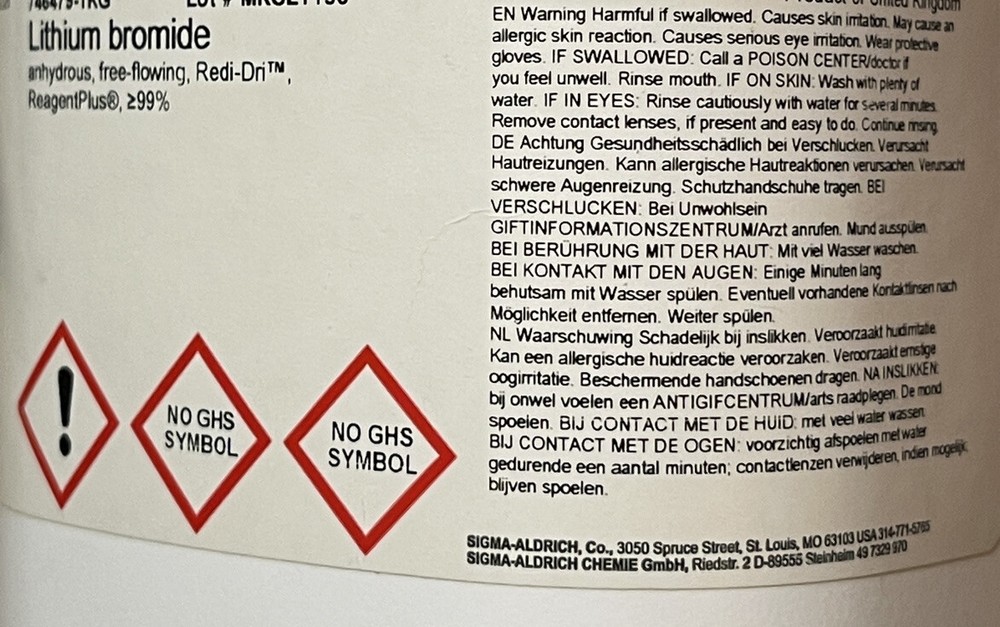 Lithium bromide
anhydrous, free-flowing, Redi-Dri™,
ReagentPlus®, ≥99%
NO GHS
SYMBOL
NO GHS
SYMBOL
EN Warning Harmful if swallowed. Causes skin irritation. May cause an
allergic skin reaction. Causes serious eye irritation. Wear protective
gloves. IF SWALLOWED: Call a POISON CENTER/doctor if
you feel unwell. Rinse mouth. IF ON SKIN: Wash with plenty of
water. IF IN EYES: Rinse cautiously with water for several minutes.
Remove contact lenses, if present and easy to do. Continue rinsing.
DE Achtung Gesundheitsschädlich bei Verschlucken. Verursacht
Hautreizungen. Kann allergische Hautreaktionen verursachen. Verursacht
schwere Augenreizung. Schutzhandschuhe tragen. BEI
VERSCHLUCKEN: Bei Unwohlsein
GIFTINFORMATIONSZENTRUM/Arzt anrufen. Mund ausspülen.
BEI BERÜHRUNG MIT DER HAUT: Mit viel Wasser waschen.
BEI KONTAKT MIT DEN AUGEN: Einige Minuten lang
behutsam mit Wasser spülen. Eventuell vorhandene Kontaktlinsen nach
Möglichkeit entfernen. Weiter spülen.
NL Waarschuwing Schadelijk bij inslikken. Veroorzaakt huidirritatie.
Kan een allergische huidreactie veroorzaken. Veroorzaakt ernstige
oogirritatie. Beschermende handschoenen dragen. NA INSLIKKEN:
bij onwel voelen een ANTIGIFCENTRUM/arts raadplegen. De mond
spoelen. BIJ CONTACT MET DE HUID: met veel water wassen.
BIJ CONTACT MET DE OGEN: voorzichtig afspoelen met water
gedurende een aantal minuten; contactlenzen verwijderen, indien mogelijk;
blijven spoelen.
SIGMA-ALDRICH, Co., 3050 Spruce Street, St. Louis, MO 63103 USA 314-771-5765
SIGMA-ALDRICH CHEMIE GmbH, Riedstr. 2 D-89555 Steinheim 49 7329 970